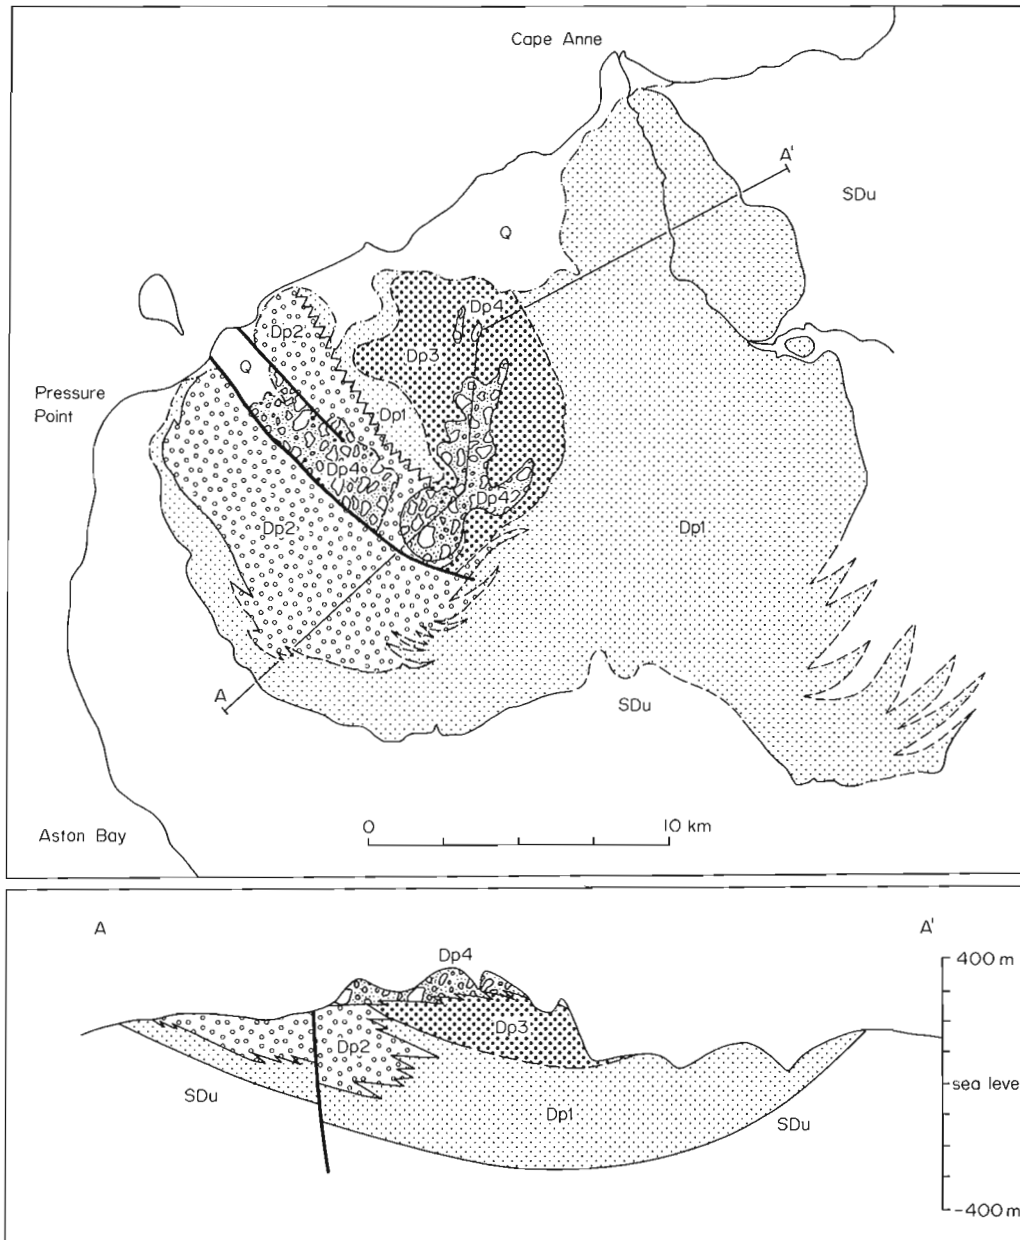 Cape Anne
A'
SDu
Q
Dp4
Dp2
Dp3
Q
Pressure
Point
Dp1
Dp4
Dp4?
Dp2
Dp1
A
SDu
0 10 km
Aston Bay
A A'
Dp4
400 m
Dp3
Dp2
sea level
SDu
Dp1
SDu
-400 m